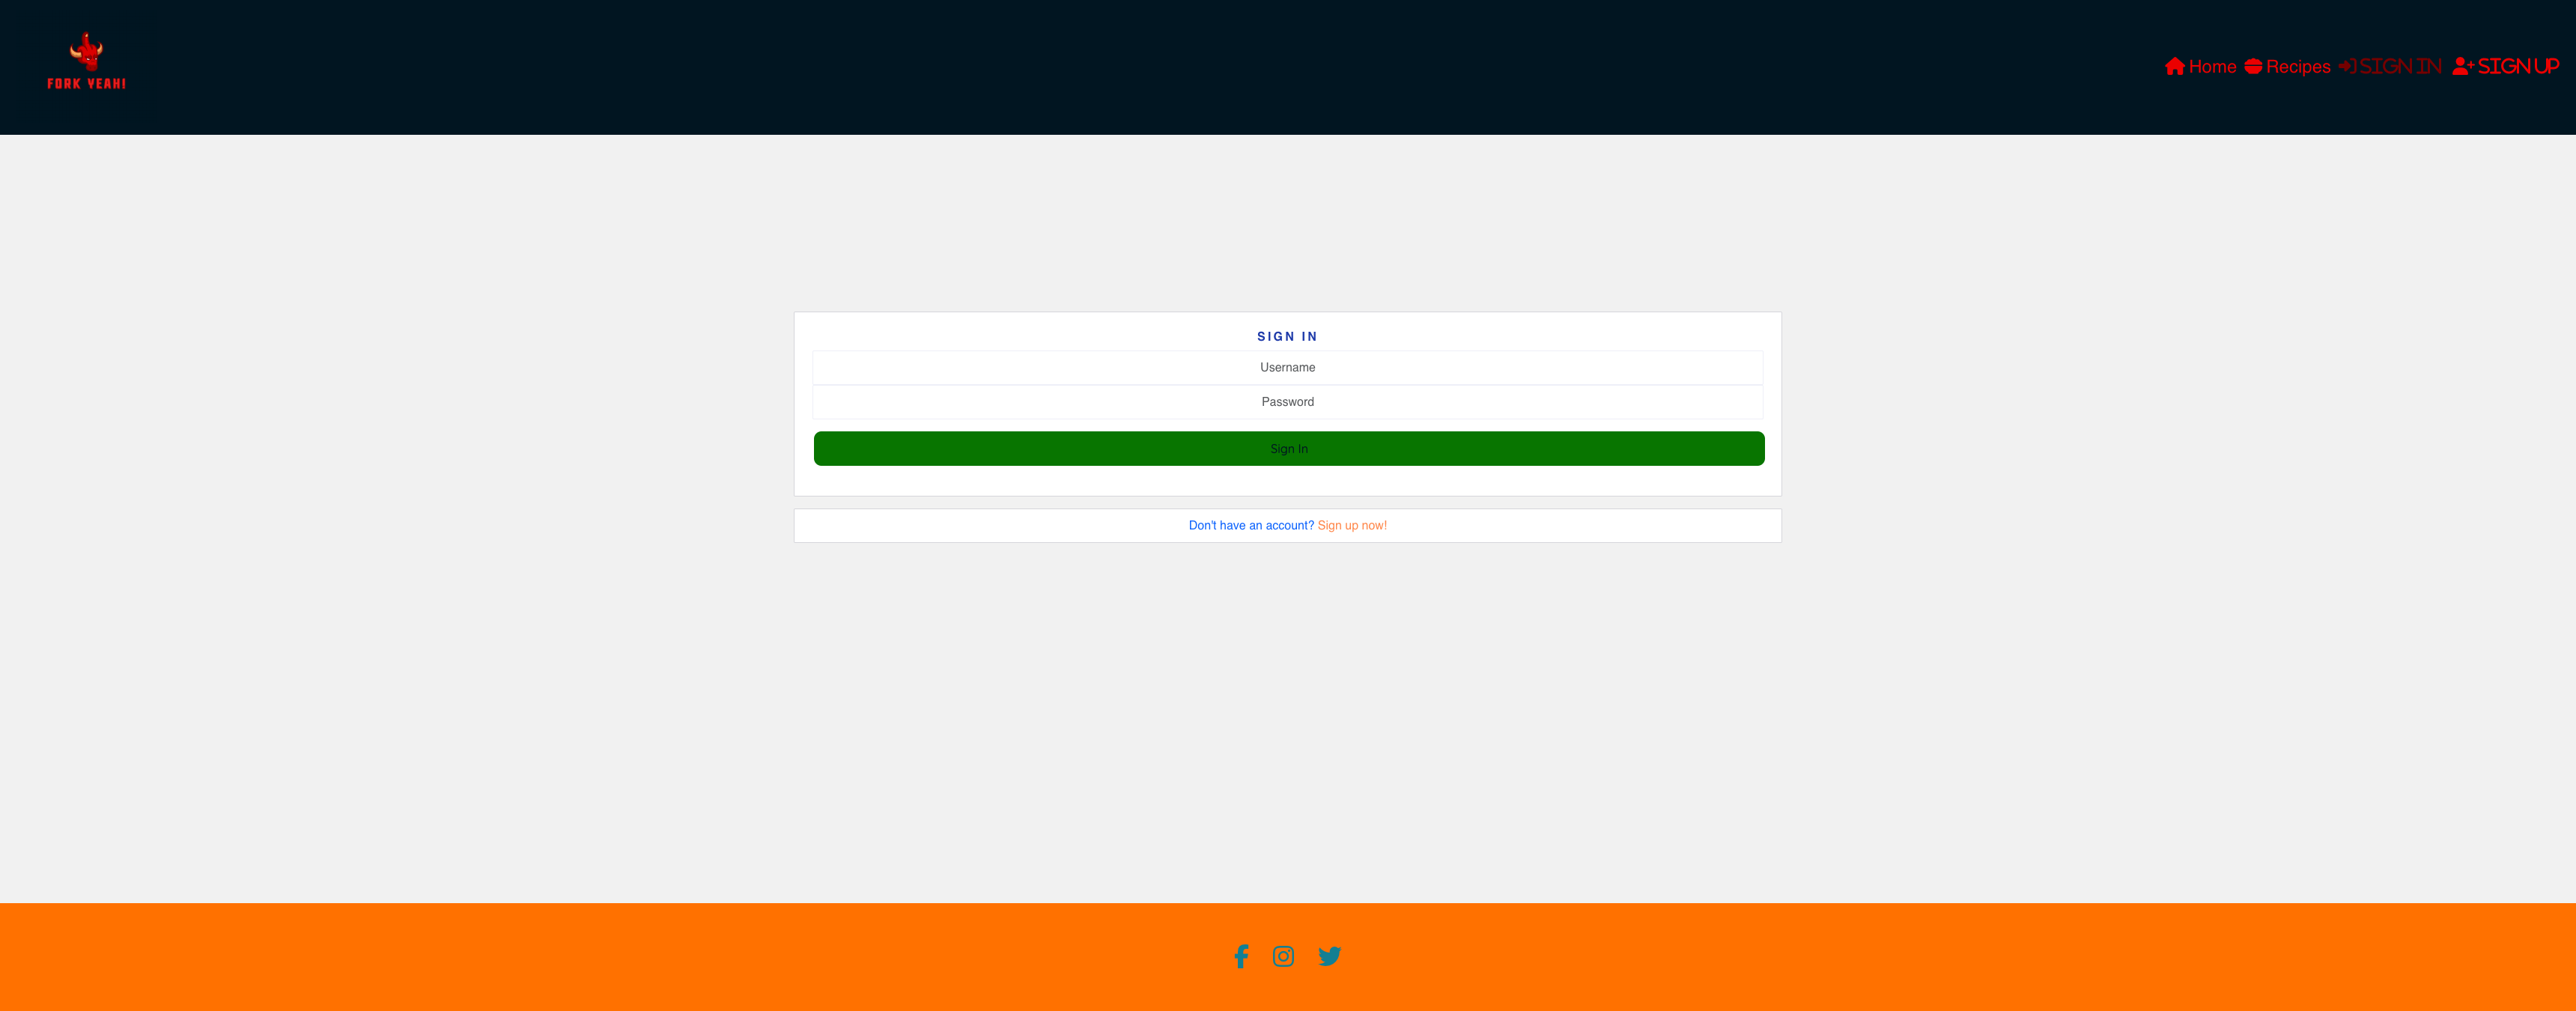 FORK YEAH!
Home Recipes SIGN IN SIGN UP
SIGN IN
Username
Password
Sign In
Don't have an account? Sign up now!